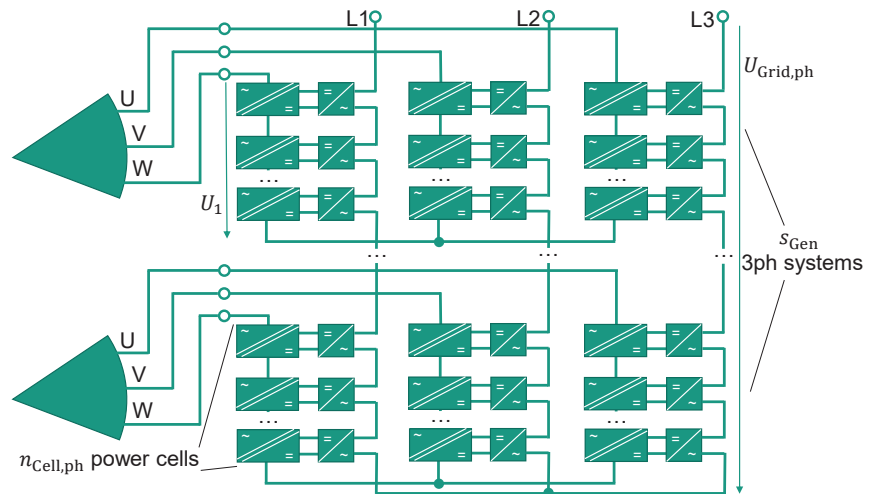 L1 L2 L3
U_Grid,ph
~ = = ~ ~ = = ~ ~ = = ~
U
V
W
~ = = ~ ~ = = ~ ~ = = ~
... ... ...
U_1
~ = = ~ ~ = = ~ ~ = = ~
s_Gen
... ... ... 3ph systems
U
V
W
~ = = ~ ~ = = ~ ~ = = ~
~ = = ~ ~ = = ~ ~ = = ~
... ... ...
n_Cell,ph power cells
~ = = ~ ~ = = ~ ~ = = ~